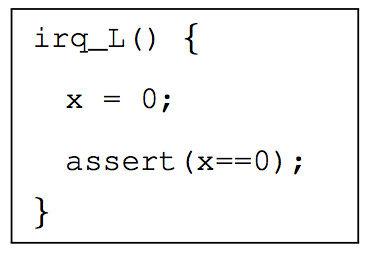 irq_L() {
x = 0;
assert(x==0);
}